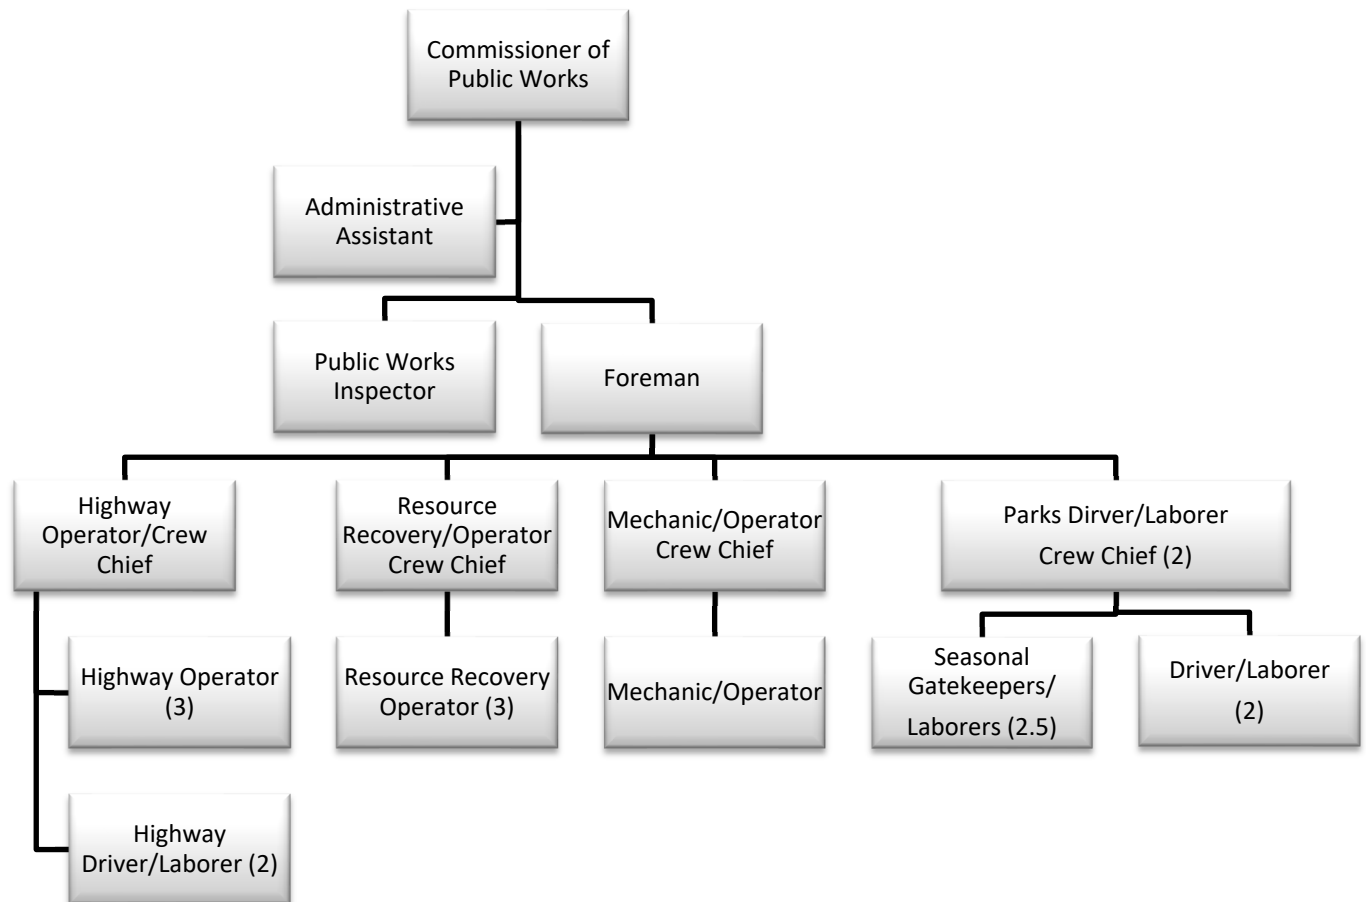 Commissioner of
Public Works
Administrative
Assistant
Public Works
Inspector
Foreman
Highway
Operator/Crew
Chief
Resource
Recovery/Operator
Crew Chief
Mechanic/Operator
Crew Chief
Parks Dirver/Laborer
Crew Chief (2)
Highway Operator
(3)
Resource Recovery
Operator (3)
Mechanic/Operator
Seasonal
Gatekeepers/
Laborers (2.5)
Driver/Laborer
(2)
Highway
Driver/Laborer (2)